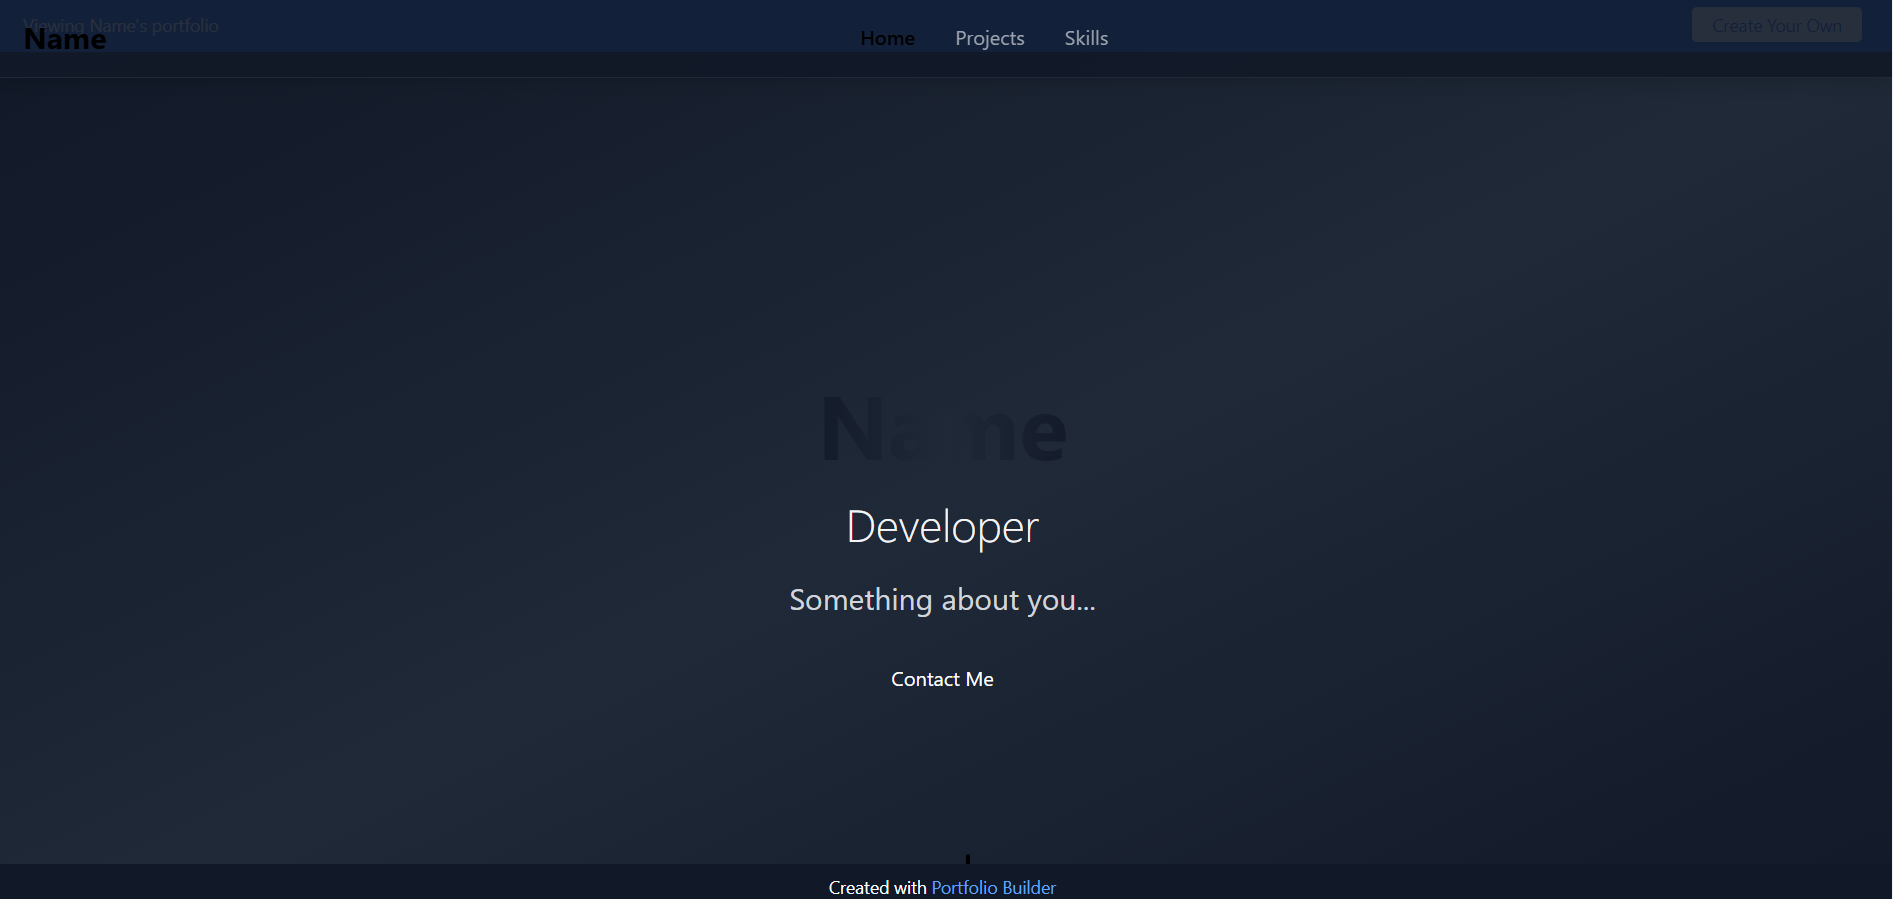 Viewing Name's portfolio
Create Your Own
Name
Home
Projects
Skills
Name
Developer
Something about you...
Contact Me
Created with Portfolio Builder